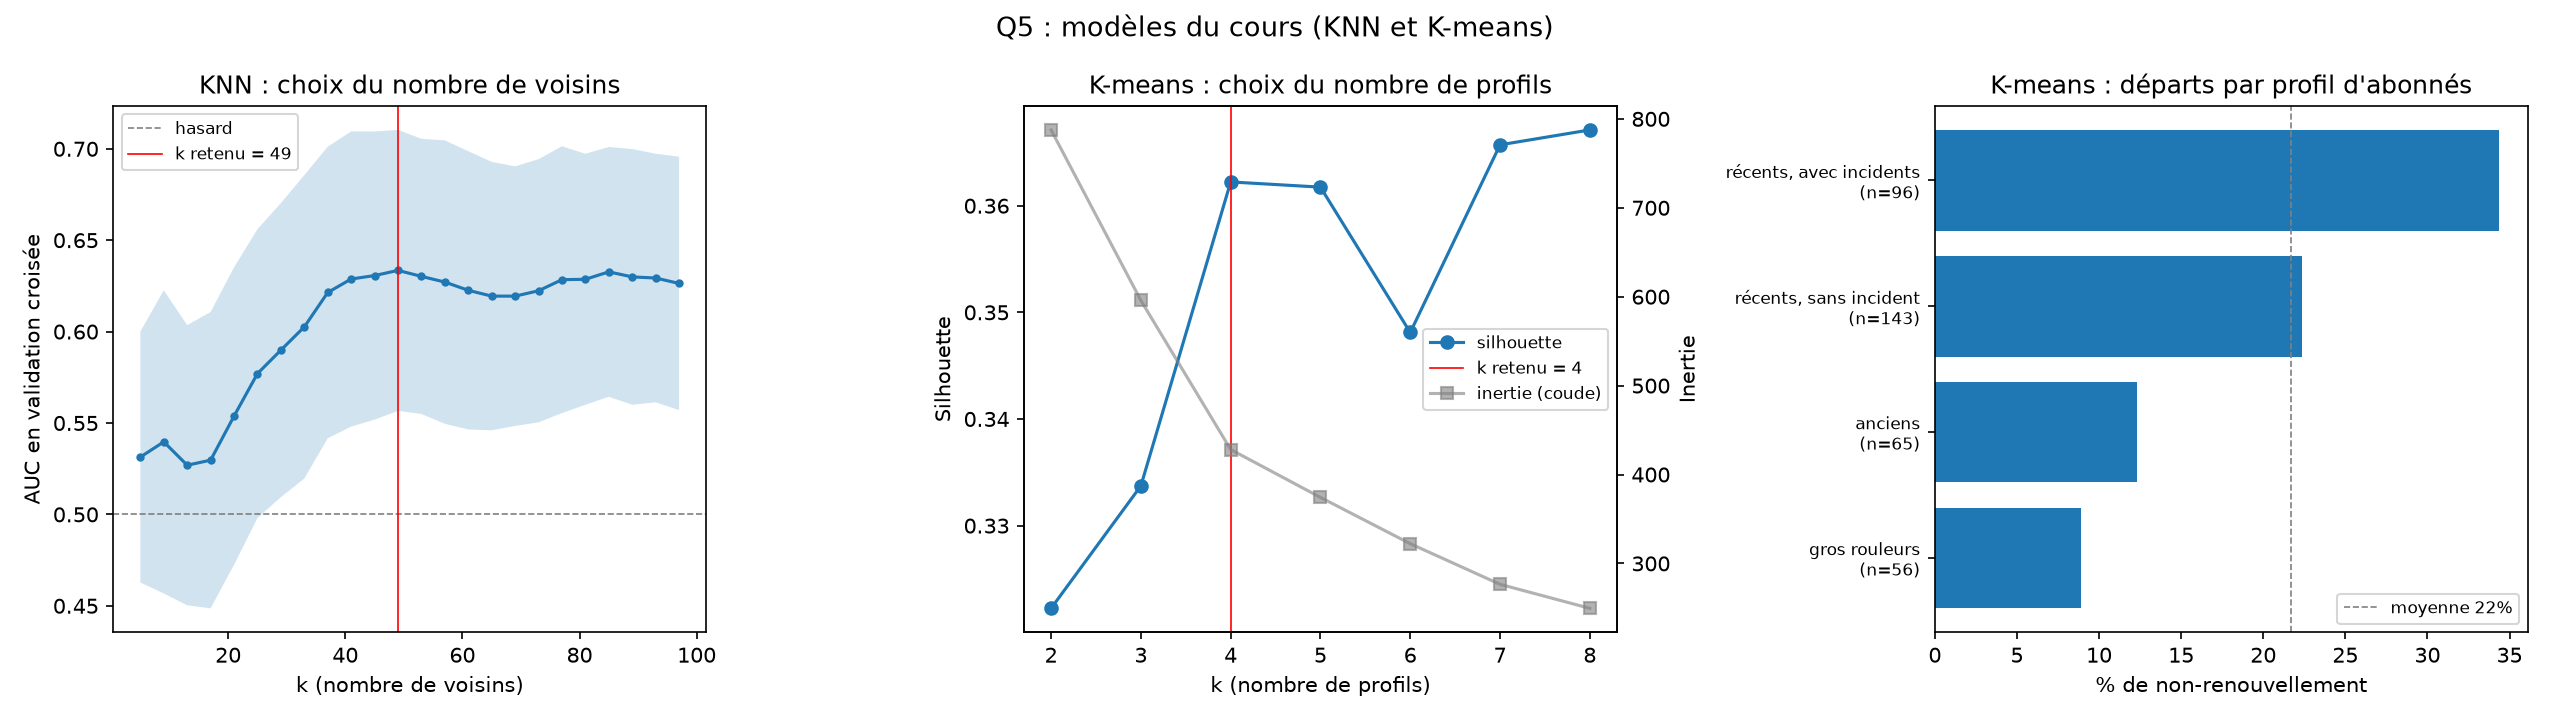 Q5 : modèles du cours (KNN et K-means)
KNN : choix du nombre de voisins
hasard
k retenu = 49
0.70
0.65
0.60
0.55
0.50
0.45
AUC en validation croisée
20 40 60 80 100
k (nombre de voisins)
K-means : choix du nombre de profils
0.36
0.35
0.34
0.33
Silhouette
800
700
600
500
400
300
Inertie
silhouette
k retenu = 4
inertie (coude)
2 3 4 5 6 7 8
k (nombre de profils)
K-means : départs par profil d'abonnés
récents, avec incidents
(n=96)
récents, sans incident
(n=143)
anciens
(n=65)
gros rouleurs
(n=56)
moyenne 22%
0 5 10 15 20 25 30 35
% de non-renouvellement